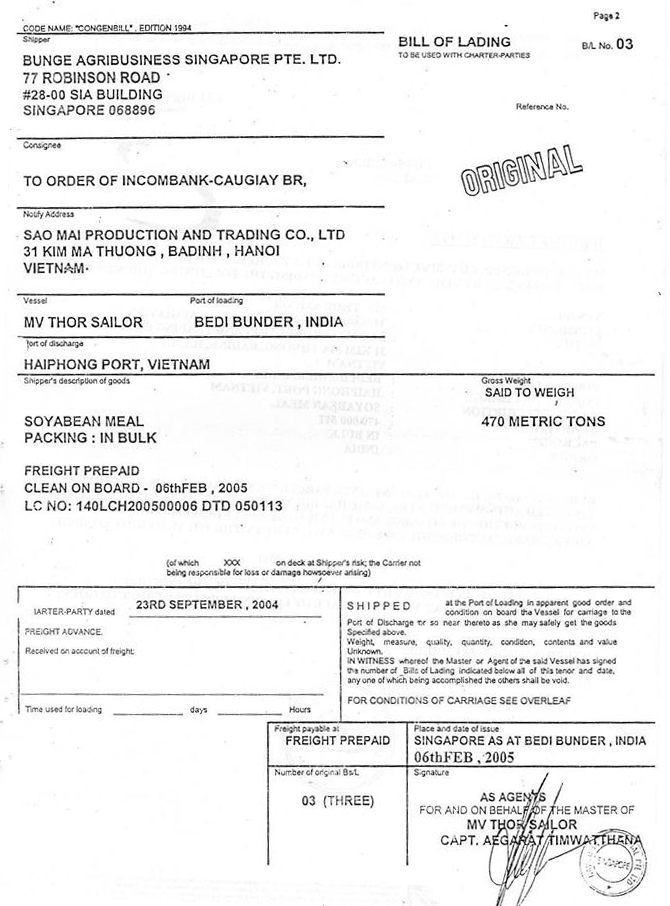 Page 2
CODE NAME: "CONGENBILL". EDITION 1994
Shipper
BILL OF LADING
B/L No. 03
TO BE USED WITH CHARTER-PARTIES
BUNGE AGRIBUSINESS SINGAPORE PTE. LTD.
77 ROBINSON ROAD
#28-00 SIA BUILDING
SINGAPORE 068896
Reference No.
Consignee
ORIGINAL
TO ORDER OF INCOMBANK-CAUGIAY BR,
Notify Address
SAO MAI PRODUCTION AND TRADING CO., LTD
31 KIM MA THUONG , BADINH , HANOI
VIETNAM
Vessel Port of loading
MV THOR SAILOR BEDI BUNDER , INDIA
Port of discharge
HAIPHONG PORT, VIETNAM
Shipper's description of goods
Gross Weight
SAID TO WEIGH
SOYABEAN MEAL
470 METRIC TONS
PACKING : IN BULK
FREIGHT PREPAID
CLEAN ON BOARD - 06thFEB , 2005
LC NO: 140LCH200500006 DTD 050113
(of which XXX on deck at Shipper's risk; the Carrier not
being responsible for loss or damage howsoever arising)
IARTER-PARTY dated 23RD SEPTEMBER , 2004
FREIGHT ADVANCE.
Received on account of freight:
Time used for loading ______ days ______ Hours
SHIPPED at the Port of Loading in apparent good order and
condition on board the Vessel for carriage to the
Port of Discharge or so near thereto as she may safely get the goods
Specified above.
Weight, measure, quality, quantity, condition, contents and value
Unknown.
IN WITNESS whereof the Master or Agent of the said Vessel has signed
the number of Bills of Lading indicated below all of this tenor and date,
any one of which being accomplished the others shall be void.
FOR CONDITIONS OF CARRIAGE SEE OVERLEAF
Freight payable at
FREIGHT PREPAID
Place and date of issue
SINGAPORE AS AT BEDI BUNDER , INDIA
06thFEB , 2005
Number of original Bs/L
03 (THREE)
Signature
AS AGENTS
FOR AND ON BEHALF OF THE MASTER OF
MV THOR SAILOR
CAPT. AEGARAT TIMWATTHANA